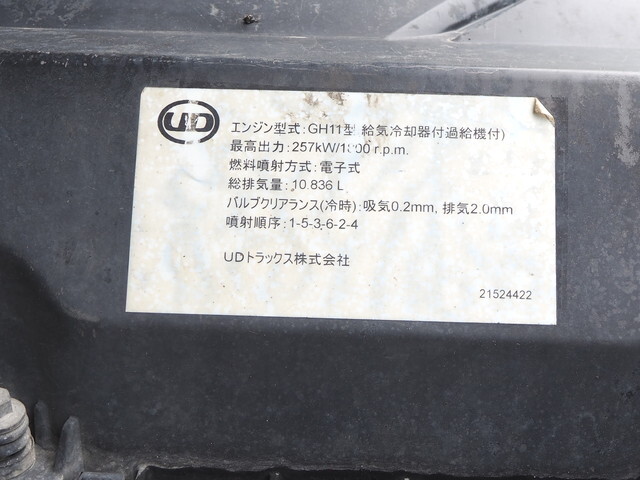 UD
エンジン型式:GH11型 給気冷却器付過給機付)
最高出力:257kW/1 00 r.p.m.
燃料噴射方式:電子式
総排気量:10.836 L
バルブクリアランス(冷時):吸気0.2mm, 排気2.0mm
噴射順序:1-5-3-6-2-4
UDトラックス株式会社
21524422